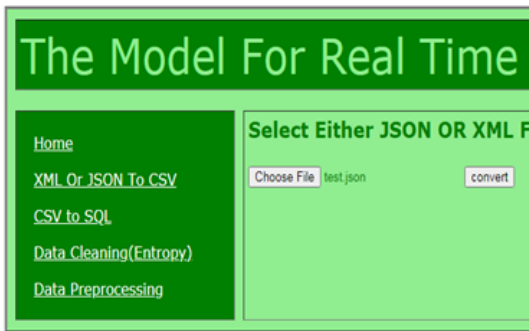 The Model For Real Time
Home
XML Or JSON To CSV
CSV to SQL
Data Cleaning(Entropy)
Data Preprocessing
Select Either JSON OR XML F
Choose File test.json convert